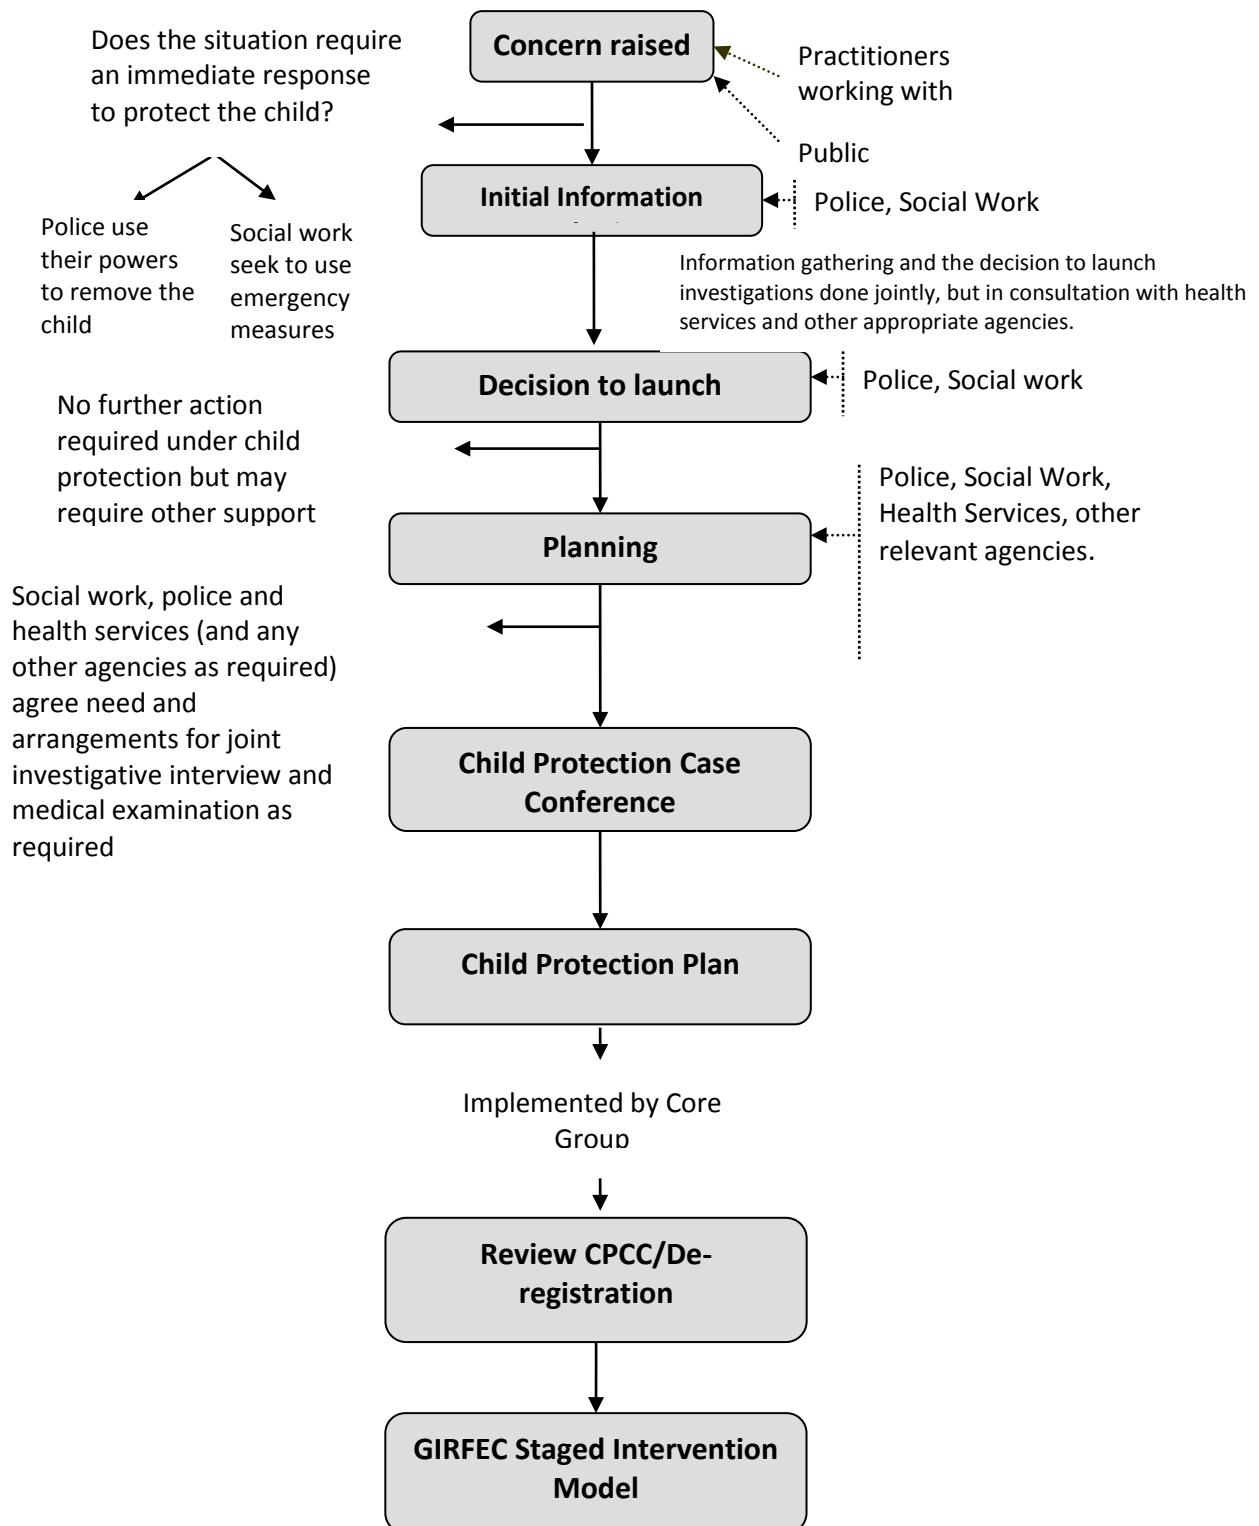 Does the situation require
an immediate response
to protect the child?
Concern raised
Practitioners
working with
Public
Initial Information
Police, Social Work
Police use
their powers
to remove the
child
Social work
seek to use
emergency
measures
Information gathering and the decision to launch
investigations done jointly, but in consultation with health
services and other appropriate agencies.
Decision to launch
Police, Social work
No further action
required under child
protection but may
require other support
Planning
Police, Social Work,
Health Services, other
relevant agencies.
Social work, police and
health services (and any
other agencies as required)
agree need and
arrangements for joint
investigative interview and
medical examination as
required
Child Protection Case
Conference
Child Protection Plan
Implemented by Core
Group
Review CPCC/De-
registration
GIRFEC Staged Intervention
Model